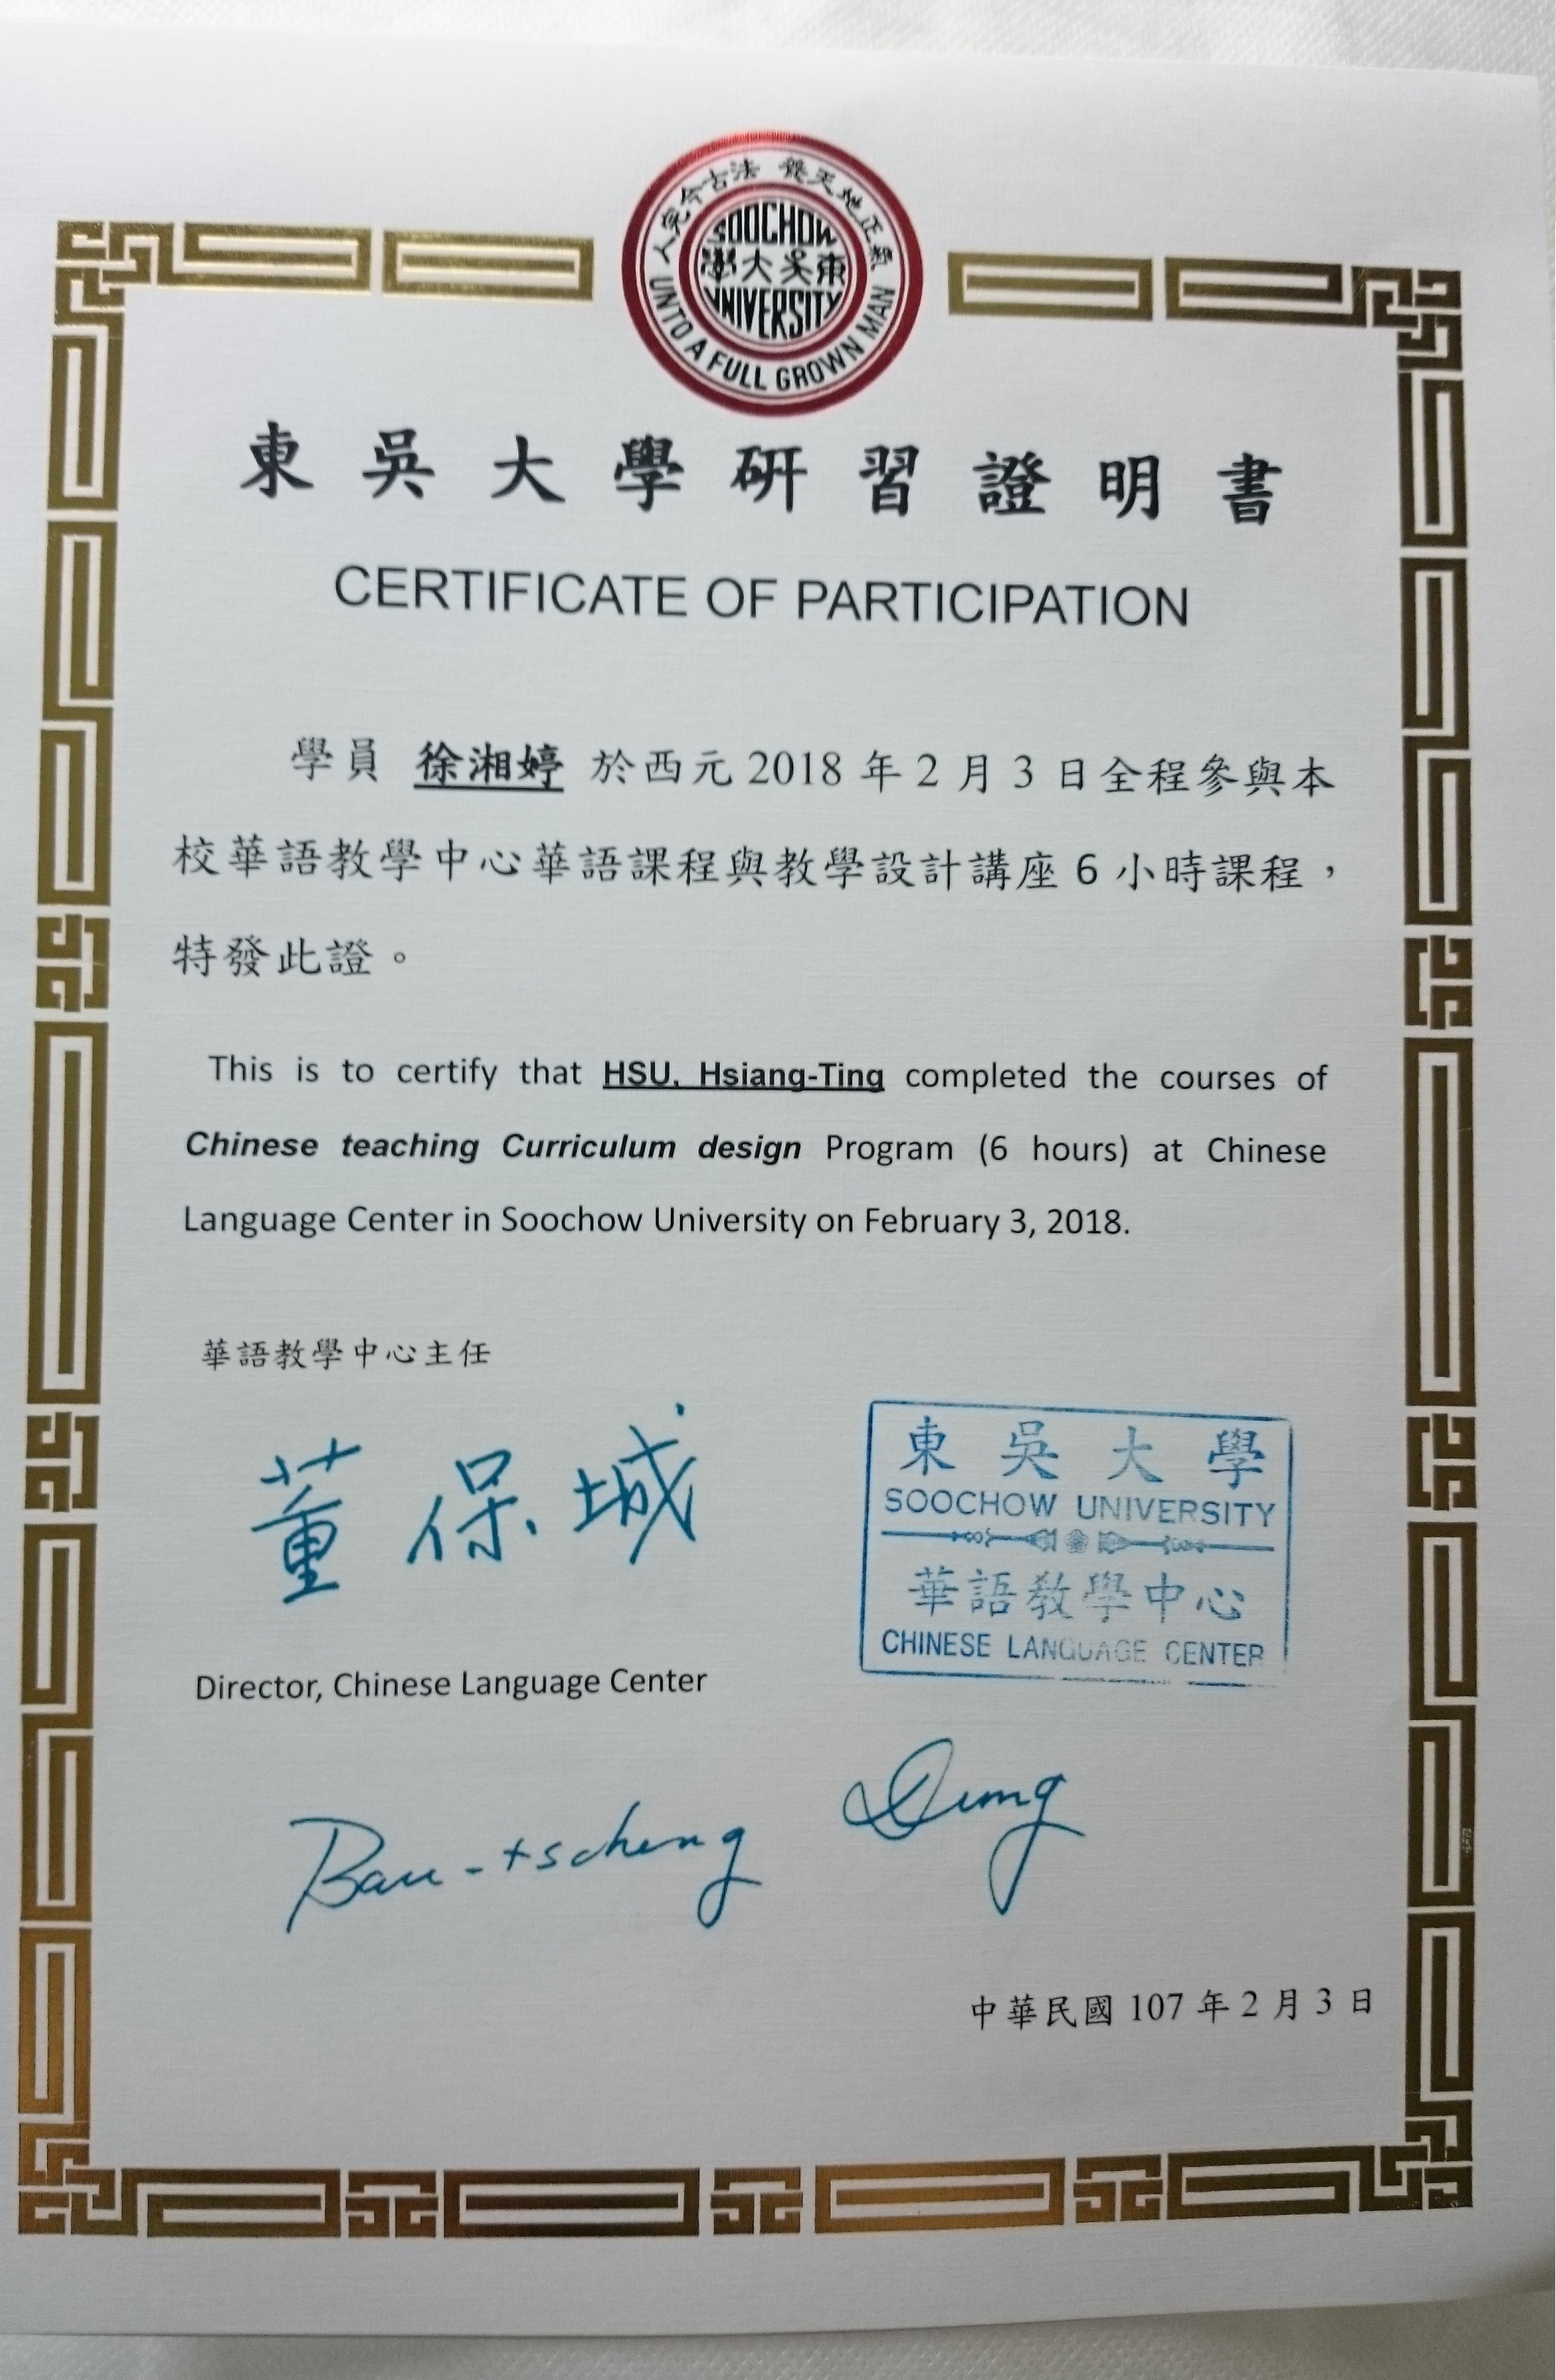 養天地正氣 法古今完人
SOOCHOW
東吳大學
UNIVERSITY
UNTO A FULL GROWN MAN
東吳大學研習證明書
CERTIFICATE OF PARTICIPATION
學員 徐湘婷 於西元 2018 年 2 月 3 日全程參與本
校華語教學中心華語課程與教學設計講座 6 小時課程，
特發此證。
This is to certify that HSU, Hsiang-Ting completed the courses of
Chinese teaching Curriculum design Program (6 hours) at Chinese
Language Center in Soochow University on February 3, 2018.
華語教學中心主任
董保城
東吳大學
SOOCHOW UNIVERSITY
華語教學中心
CHINESE LANGUAGE CENTER
Director, Chinese Language Center
Bau-tscheng Dung
中華民國 107 年 2 月 3 日